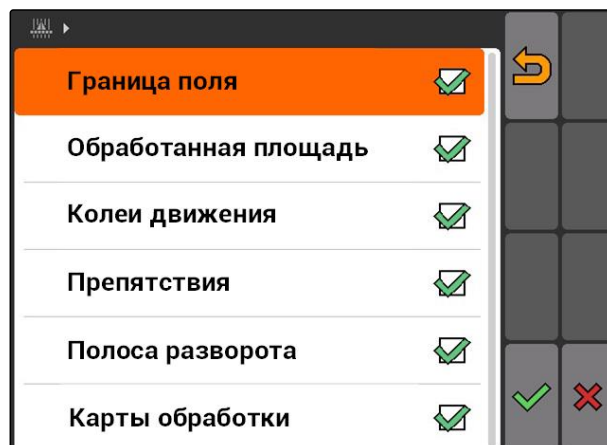 Граница поля
Обработанная площадь
Колеи движения
Препятствия
Полоса разворота
Карты обработки